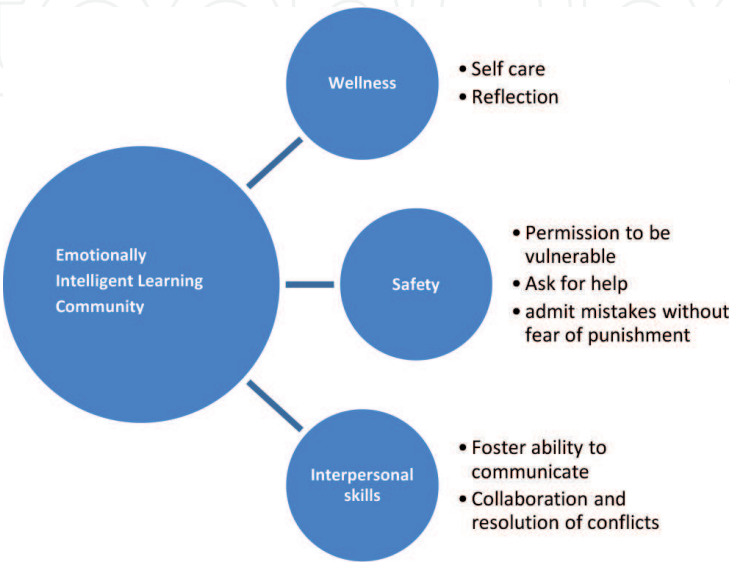 Wellness
• Self care
• Reflection
Emotionally
Intelligent Learning
Community
Safety
• Permission to be
vulnerable
• Ask for help
• admit mistakes without
fear of punishment
Interpersonal
skills
• Foster ability to
communicate
• Collaboration and
resolution of conflicts